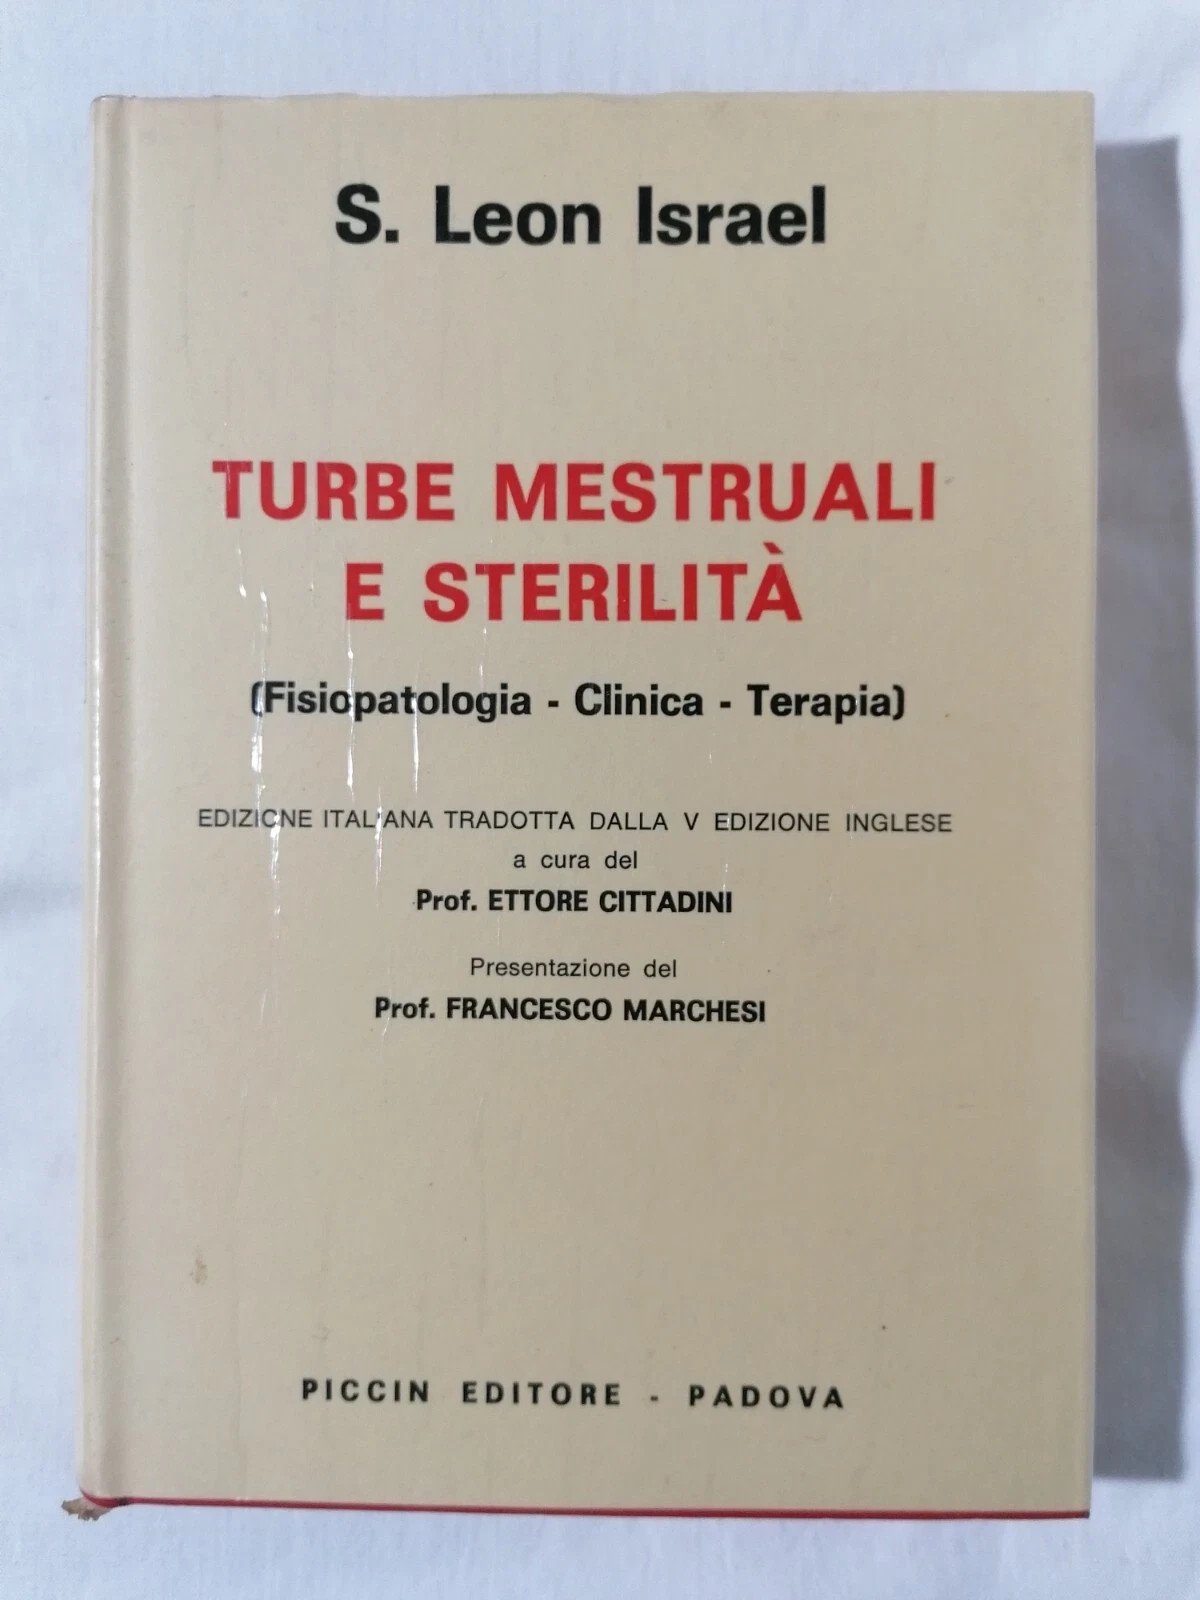 S. Leon Israel
TURBE MESTRUALI
E STERILITÀ
(Fisiopatologia - Clinica - Terapia)
EDIZIONE ITALIANA TRADOTTA DALLA V EDIZIONE INGLESE
a cura del
Prof. ETTORE CITTADINI
Presentazione del
Prof. FRANCESCO MARCHESI
PICCIN EDITORE - PADOVA